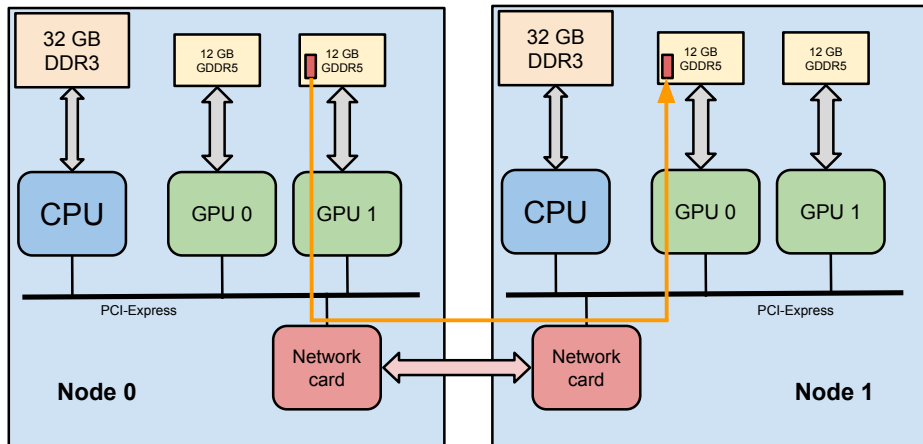 32 GB
DDR3
12 GB
GDDR5
12 GB
GDDR5
CPU
GPU 0
GPU 1
PCI-Express
Network
card
Node 0
32 GB
DDR3
12 GB
GDDR5
12 GB
GDDR5
CPU
GPU 0
GPU 1
PCI-Express
Network
card
Node 1